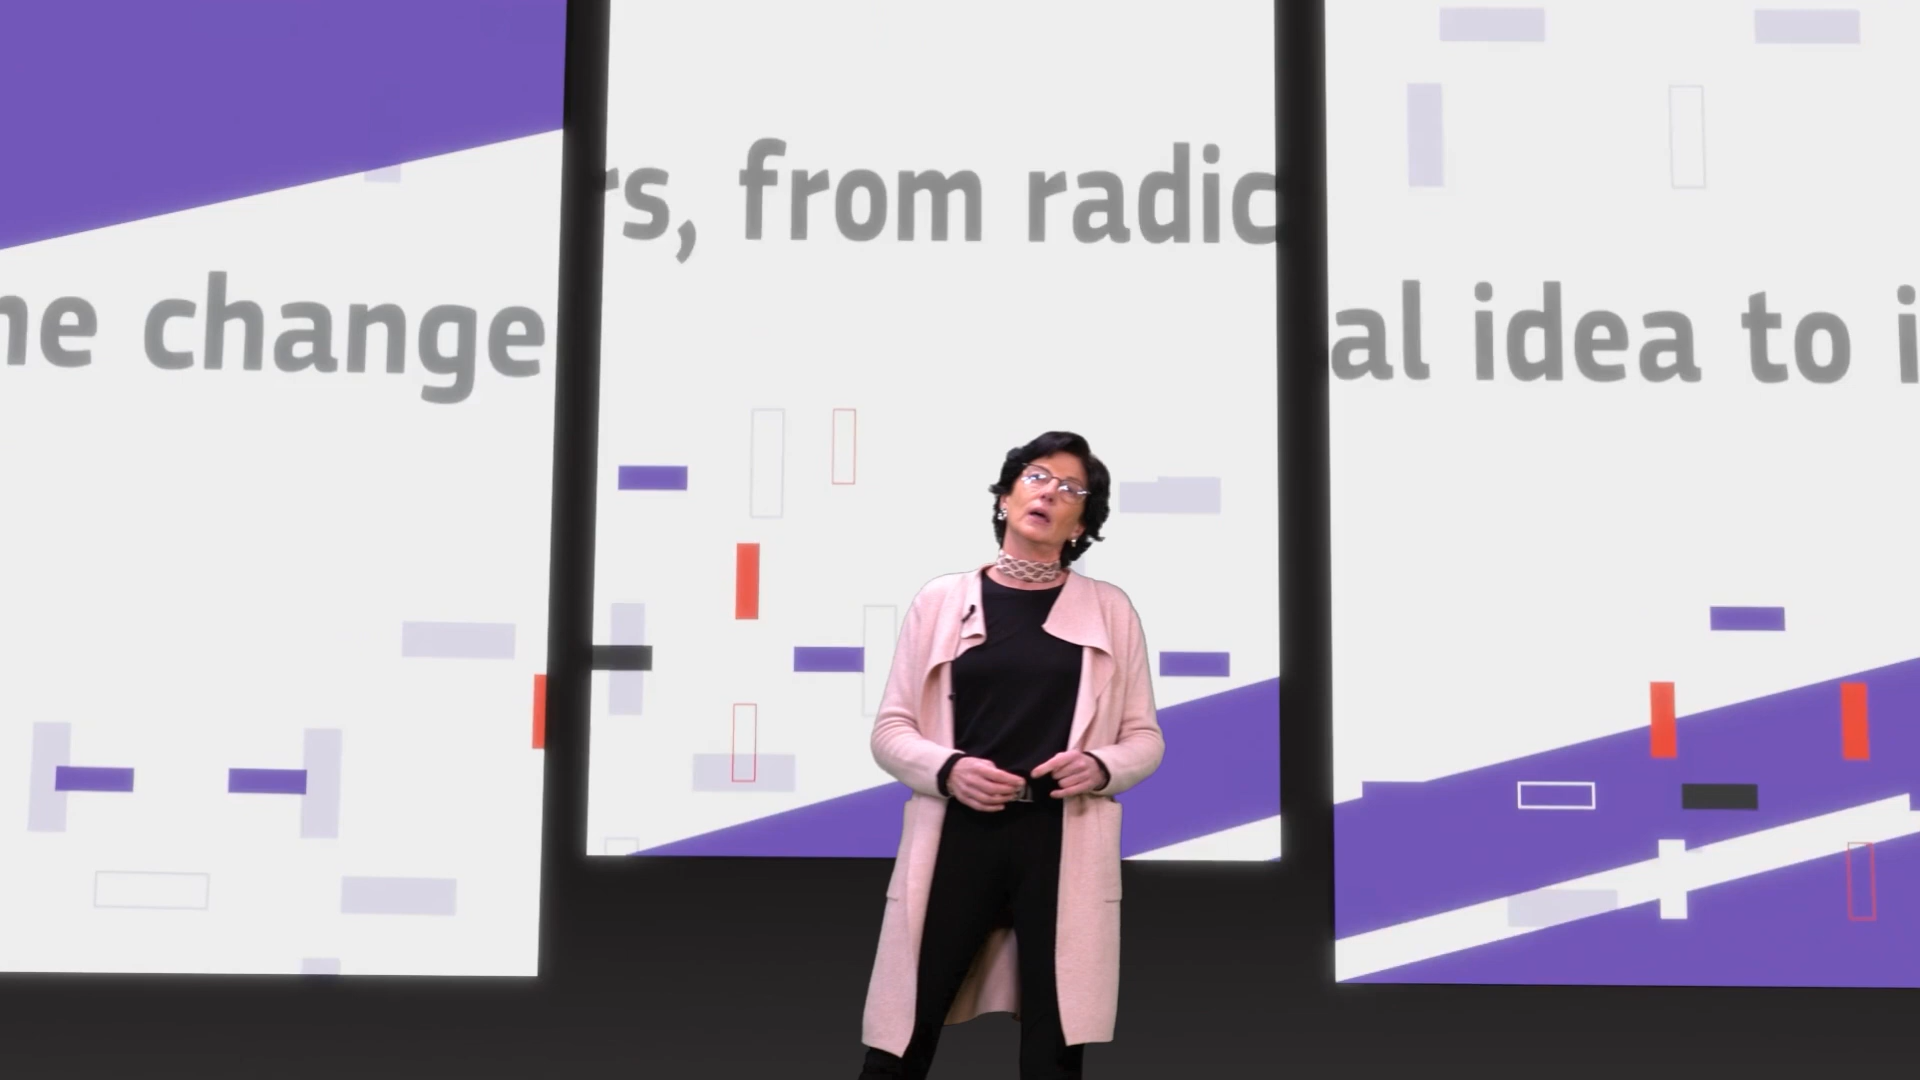 ne change
rs, from radic
al idea to i